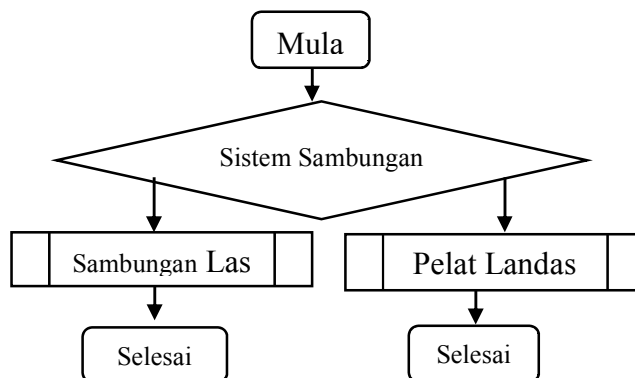 Mula
Sistem Sambungan
Sambungan Las
Pelat Landas
Selesai
Selesai